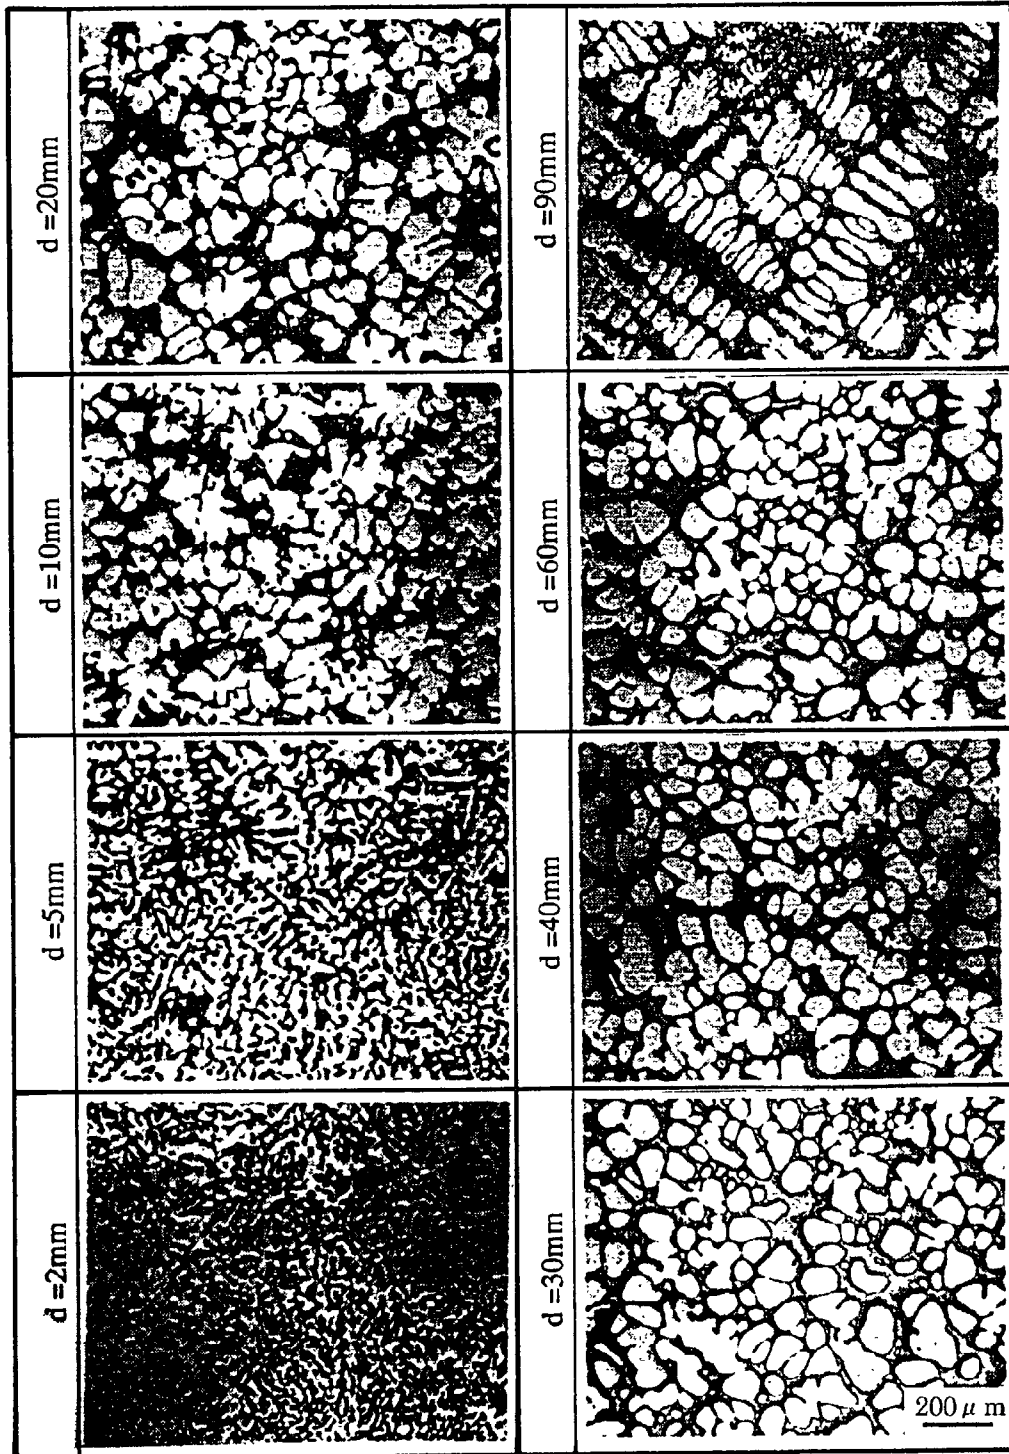 d =20mm
d =90mm
d =10mm
d =60mm
d =5mm
d =40mm
d =2mm
d =30mm
200 μ m